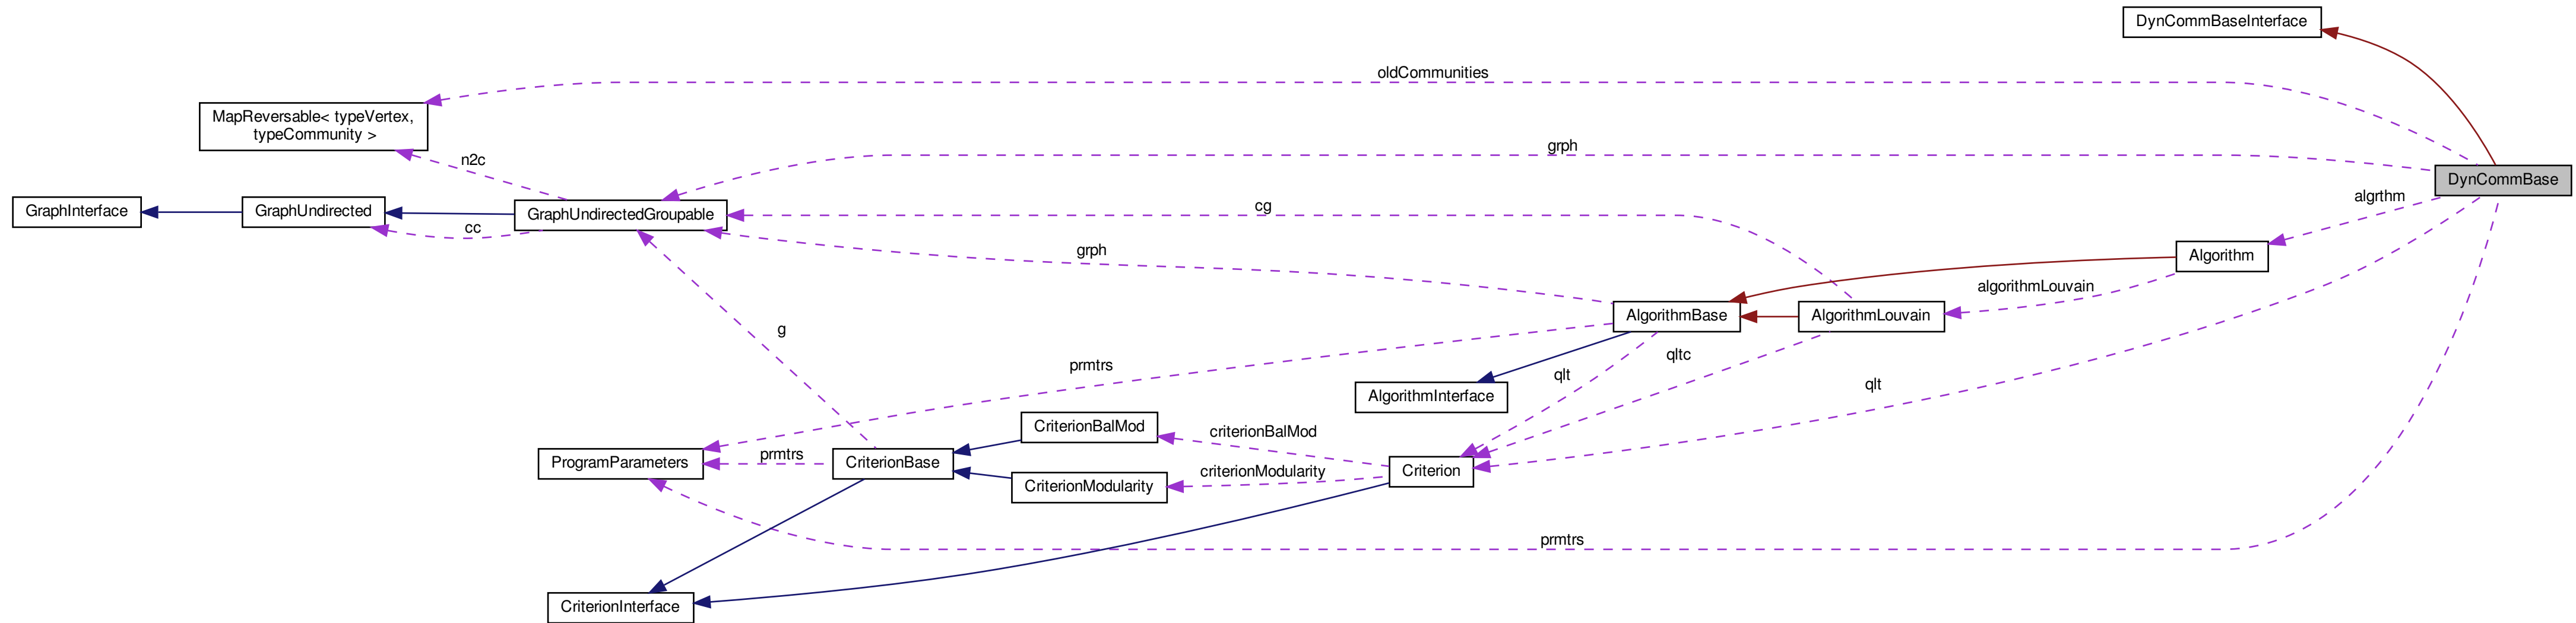 DynCommBaseInterface
oldCommunities
MapReversable< typeVertex,
typeCommunity >
grph
n2c
DynCommBase
algrthm
GraphInterface
GraphUndirected
GraphUndirectedGroupable
cg
cc
grph
Algorithm
algorithmLouvain
AlgorithmBase
AlgorithmLouvain
g
qltc
prmtrs
qlt
qlt
AlgorithmInterface
CriterionBalMod
criterionBalMod
ProgramParameters
prmtrs
CriterionBase
criterionModularity
Criterion
CriterionModularity
prmtrs
CriterionInterface